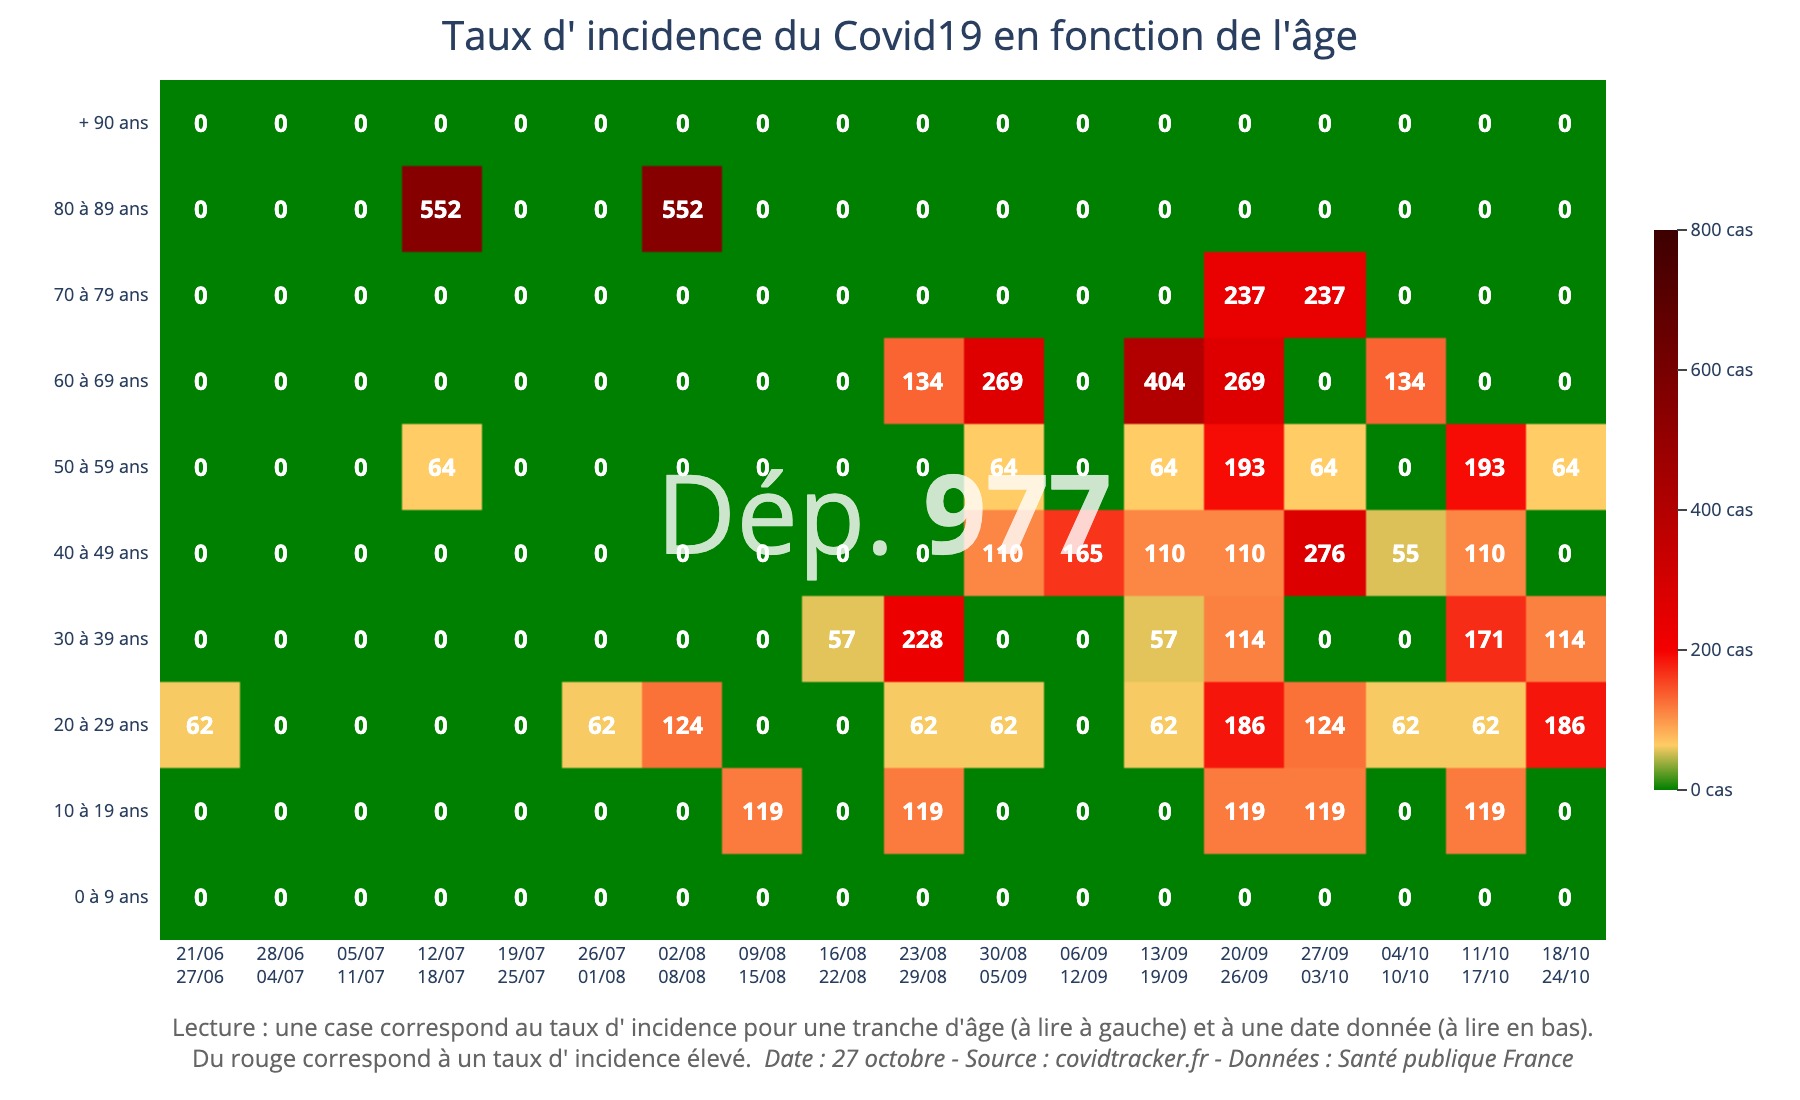 Taux d' incidence du Covid19 en fonction de l'âge
+ 90 ans 0 0 0 0 0 0 0 0 0 0 0 0 0 0 0 0 0 0
80 à 89 ans 0 0 0 552 0 0 552 0 0 0 0 0 0 0 0 0 0 0
70 à 79 ans 0 0 0 0 0 0 0 0 0 0 0 0 0 237 237 0 0 0
60 à 69 ans 0 0 0 0 0 0 0 0 0 134 269 0 404 269 0 134 0 0
50 à 59 ans 0 0 0 64 0 0 0 0 0 0 64 0 64 193 64 0 193 64
Dép. 977
40 à 49 ans 0 0 0 0 0 0 0 0 0 0 110 165 110 110 276 55 110 0
30 à 39 ans 0 0 0 0 0 0 0 0 57 228 0 0 57 114 0 0 171 114
20 à 29 ans 62 0 0 0 0 62 124 0 0 62 62 0 62 186 124 62 62 186
10 à 19 ans 0 0 0 0 0 0 0 119 0 119 0 0 0 119 119 0 119 0
0 à 9 ans 0 0 0 0 0 0 0 0 0 0 0 0 0 0 0 0 0 0
21/06 28/06 05/07 12/07 19/07 26/07 02/08 09/08 16/08 23/08 30/08 06/09 13/09 20/09 27/09 04/10 11/10 18/10
27/06 04/07 11/07 18/07 25/07 01/08 08/08 15/08 22/08 29/08 05/09 12/09 19/09 26/09 03/10 10/10 17/10 24/10
800 cas
600 cas
400 cas
200 cas
0 cas
Lecture : une case correspond au taux d' incidence pour une tranche d'âge (à lire à gauche) et à une date donnée (à lire en bas).
Du rouge correspond à un taux d' incidence élevé. Date : 27 octobre - Source : covidtracker.fr - Données : Santé publique France